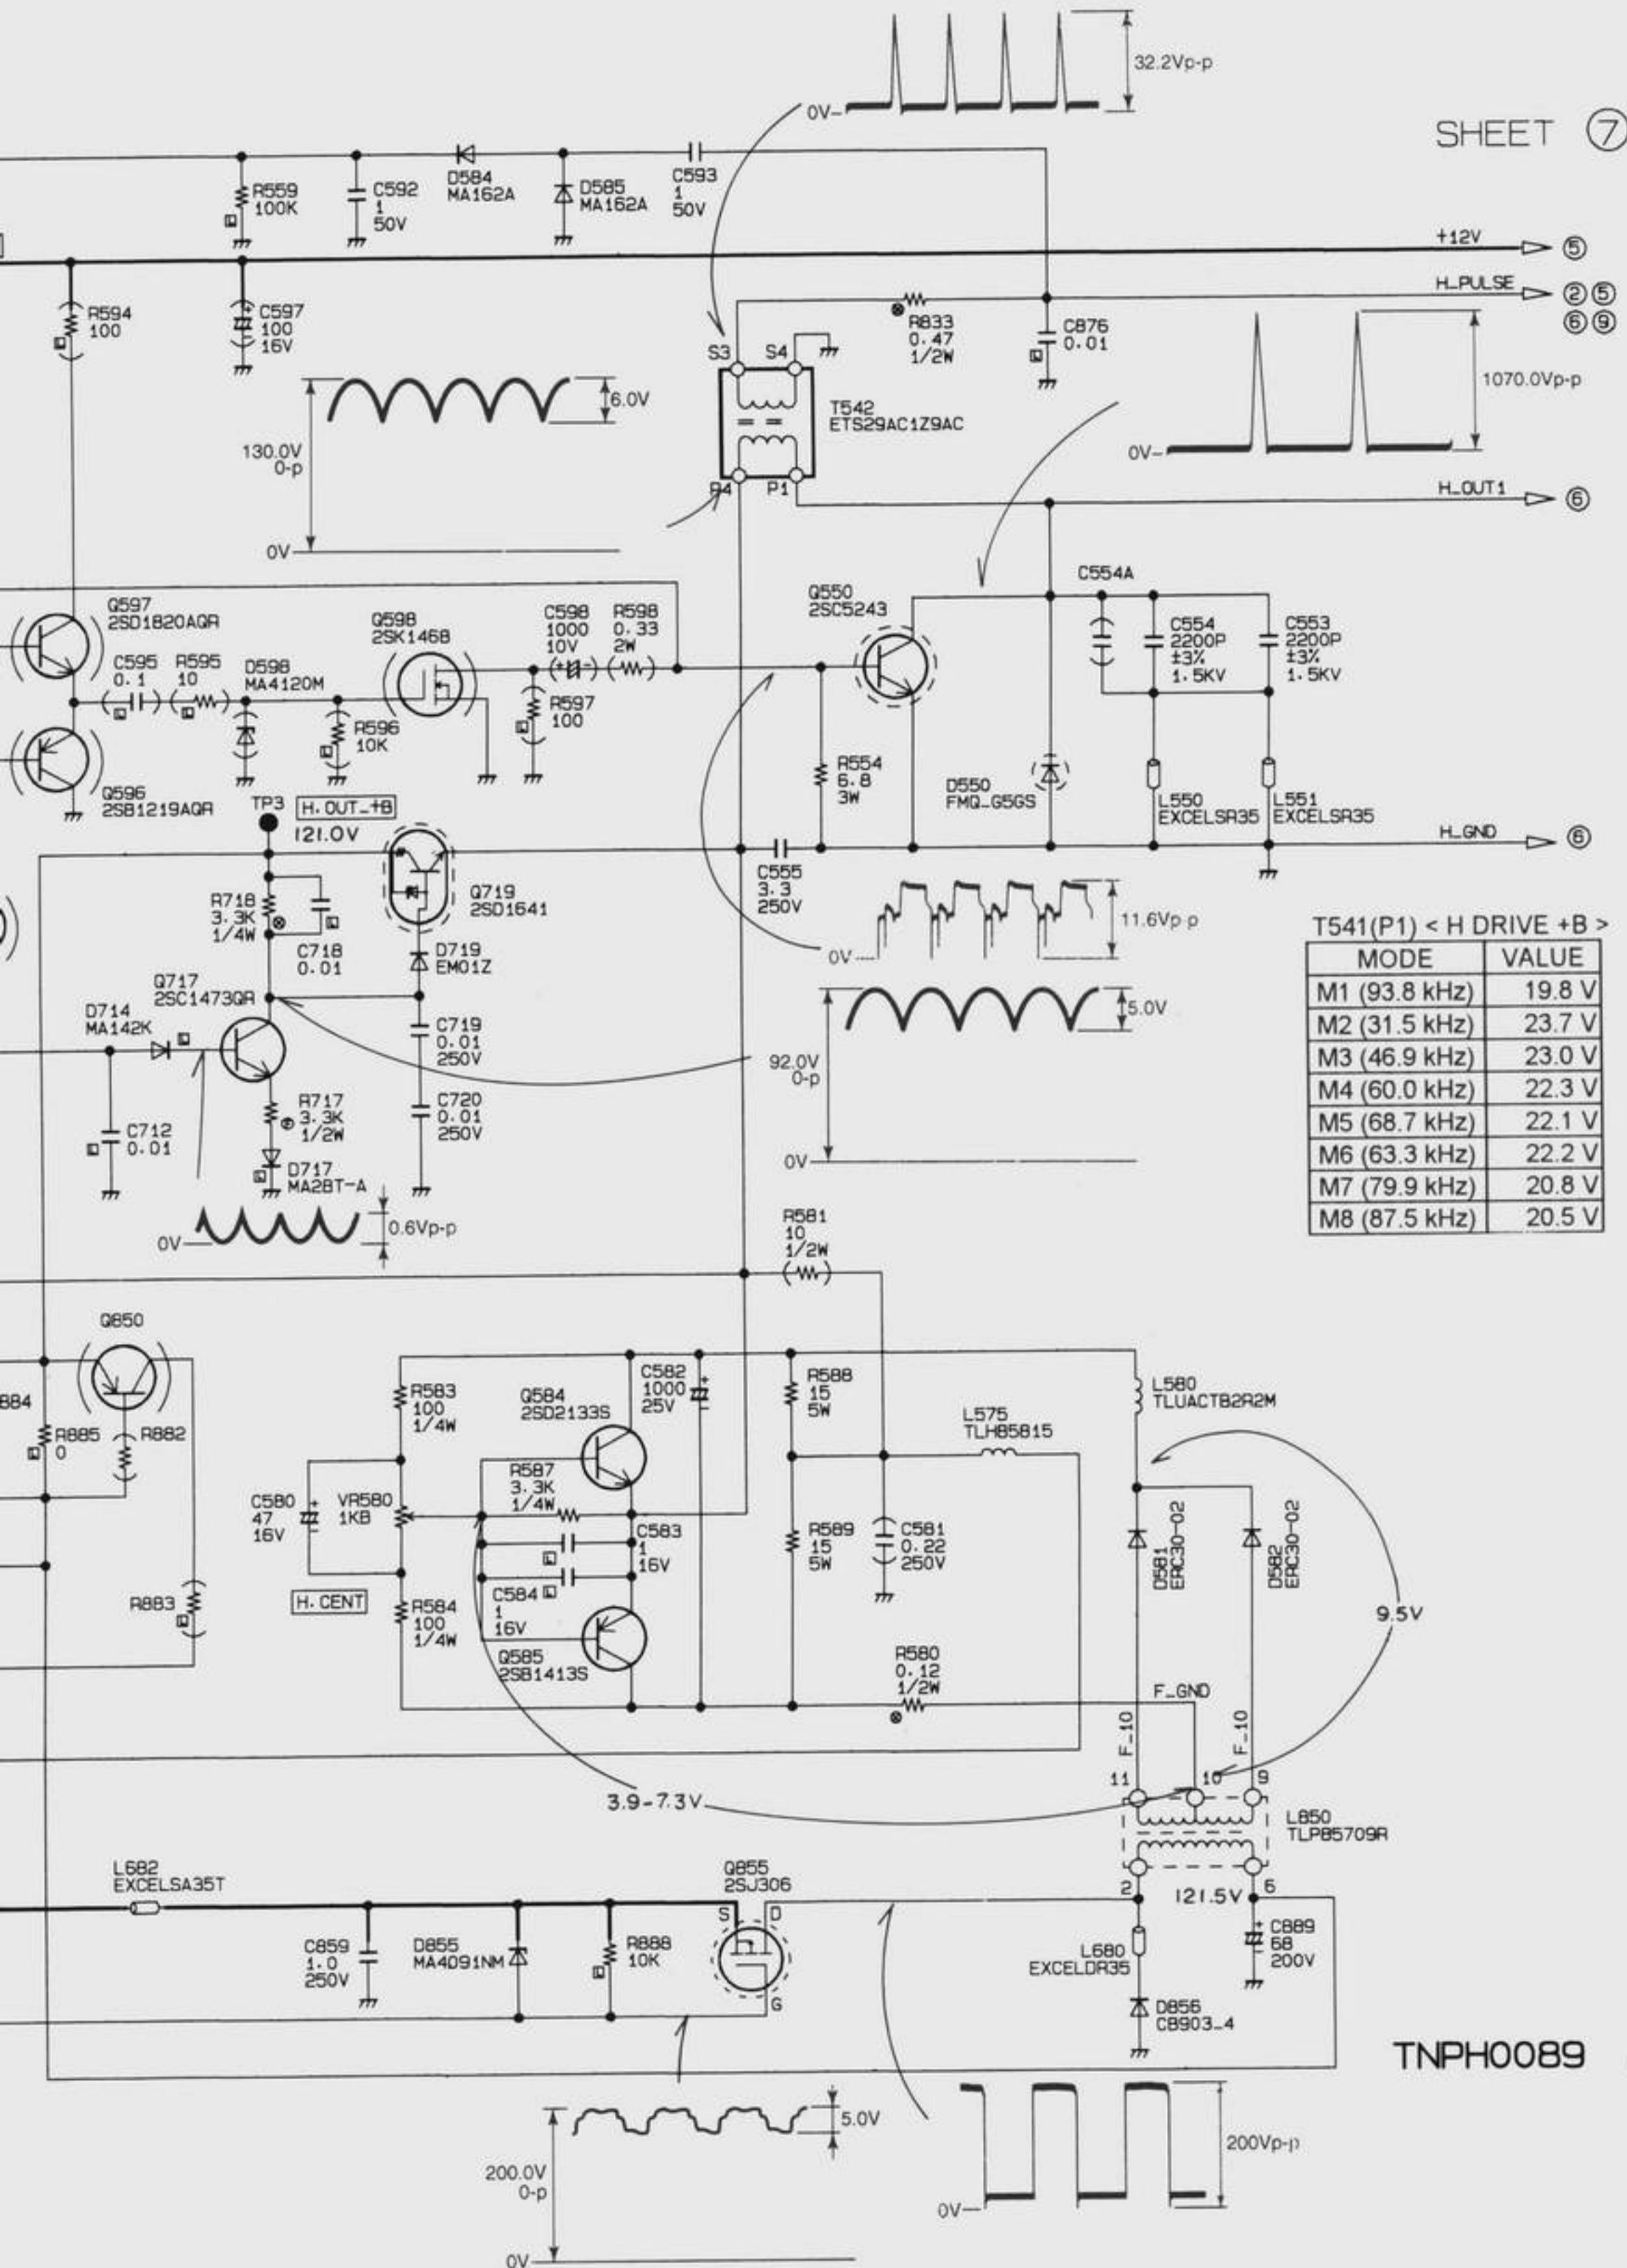 32.2Vp-p
0V
SHEET 7
R559
100K
C592
1
50V
D584
MA162A
D585
MA162A
C593
1
50V
+12V
5
H_PULSE
2 5
6 9
R594
100
C597
100
16V
R833
0.47
1/2W
C876
0.01
S3 S4
T542
ETS29AC1Z9AC
P4 P1
6.0V
130.0V
0-p
0V
1070.0Vp-p
0V
H_OUT1
6
Q597
2SD1820AQR
C595
0.1
R595
10
D598
MA4120M
Q598
2SK1468
C598
1000
10V
R598
0.33
2W
Q550
2SC5243
C554A
C554
2200P
±3%
1.5KV
C553
2200P
±3%
1.5KV
R596
10K
R597
100
Q596
2SB1219AQR
TP3
H.OUT_+B
121.0V
R554
6.8
3W
D550
FMQ_G5GS
L550
EXCELSR35
L551
EXCELSR35
H_GND
6
R718
3.3K
1/4W
C718
0.01
Q719
2SD1641
C555
3.3
250V
11.6Vp-p
0V
D719
EM01Z
Q717
2SC1473QR
D714
MA142K
C719
0.01
250V
5.0V
92.0V
0-p
0V
R717
3.3K
1/2W
C720
0.01
250V
C712
0.01
D717
MA28T-A
0V
0.6Vp-p
T541(P1) < H DRIVE +B >
MODE VALUE
M1 (93.8 kHz) 19.8 V
M2 (31.5 kHz) 23.7 V
M3 (46.9 kHz) 23.0 V
M4 (60.0 kHz) 22.3 V
M5 (68.7 kHz) 22.1 V
M6 (63.3 kHz) 22.2 V
M7 (79.9 kHz) 20.8 V
M8 (87.5 kHz) 20.5 V
R581
10
1/2W
Q850
884
R885
0
R882
R883
R583
100
1/4W
Q584
2SD2133S
C582
1000
25V
R588
15
5W
L575
TLH85815
L580
TLUACTB2R2M
C580
47
16V
VR580
1KB
R587
3.3K
1/4W
C583
1
16V
R589
15
5W
C581
0.22
250V
D581
ERC30-02
D582
ERC30-02
H.CENT
R584
100
1/4W
C584
1
16V
Q585
2SB1413S
R580
0.12
1/2W
F_GND
9.5V
F_10
F_10
3.9-7.3V
11 10 9
L850
TLP85709R
2 121.5V 6
L682
EXCELSA35T
Q855
2SJ306
S D
G
C859
1.0
250V
D855
MA4091NM
R888
10K
L680
EXCELDR35
C889
68
200V
D856
CB903_4
TNPH0089
5.0V
200.0V
0-p
0V
200Vp-p
0V